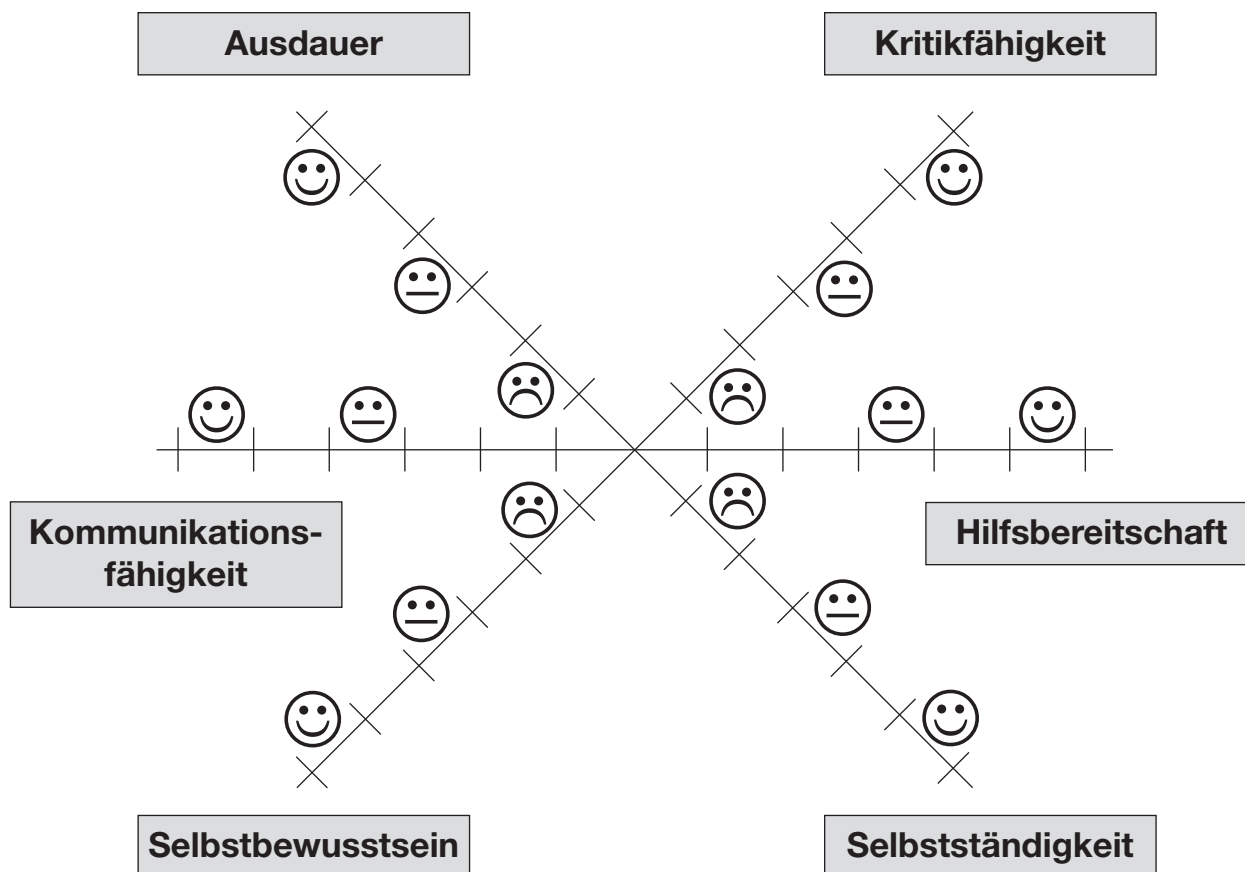 Ausdauer
Kritikfähigkeit
Kommunikations-
fähigkeit
Hilfsbereitschaft
Selbstbewusstsein
Selbstständigkeit